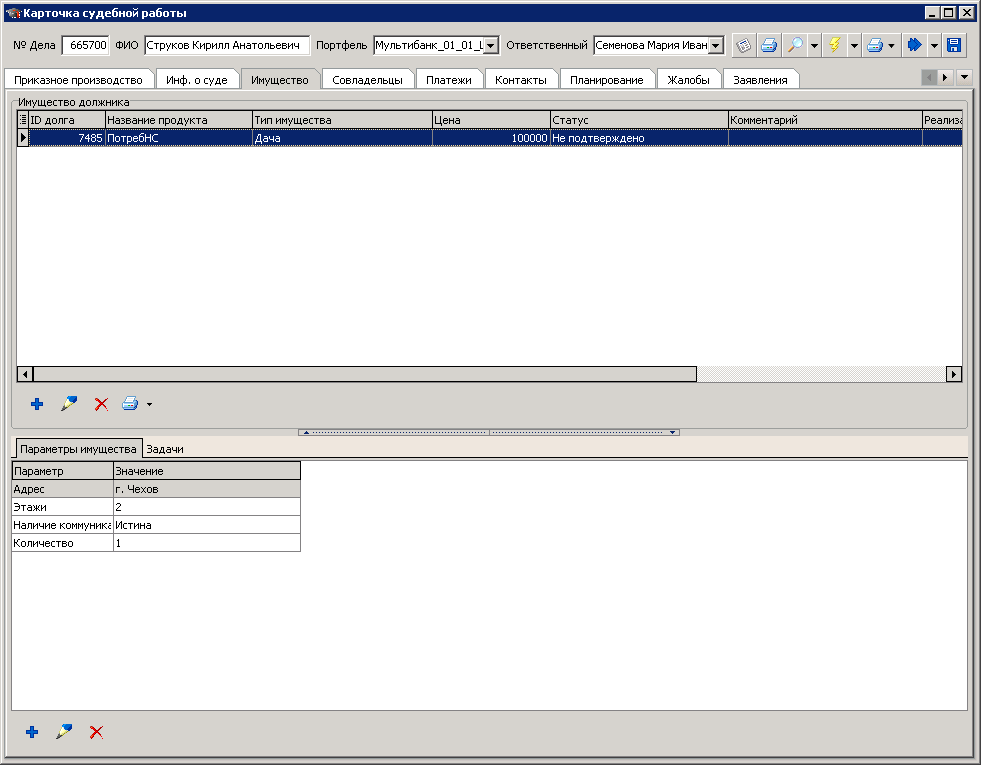 Карточка судебной работы
№ Дела 665700 ФИО Струков Кирилл Анатольевич Портфель Мультибанк_01_01_L Ответственный Семенова Мария Иван
Приказное производство Инф. о суде Имущество Совладельцы Платежи Контакты Планирование Жалобы Заявления
Имущество должника
ID долга Название продукта Тип имущества Цена Статус Комментарий Реализа
7485 ПотребНС Дача 100000 Не подтверждено
Параметры имущества Задачи
Параметр Значение
Адрес г. Чехов
Этажи 2
Наличие коммуника Истина
Количество 1